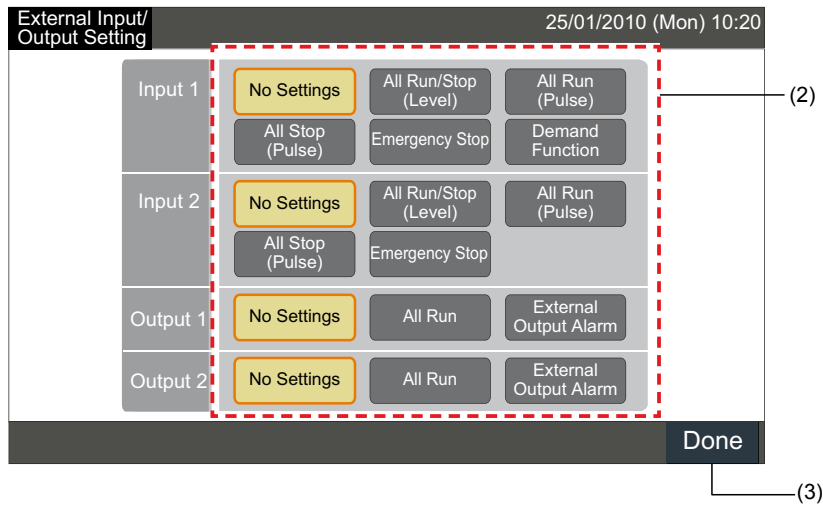 External Input/
Output Setting
25/01/2010 (Mon) 10:20
Input 1
No Settings
All Run/Stop
(Level)
All Run
(Pulse)
(2)
All Stop
(Pulse)
Emergency Stop
Demand
Function
Input 2
No Settings
All Run/Stop
(Level)
All Run
(Pulse)
All Stop
(Pulse)
Emergency Stop
Output 1
No Settings
All Run
External
Output Alarm
Output 2
No Settings
All Run
External
Output Alarm
Done
(3)